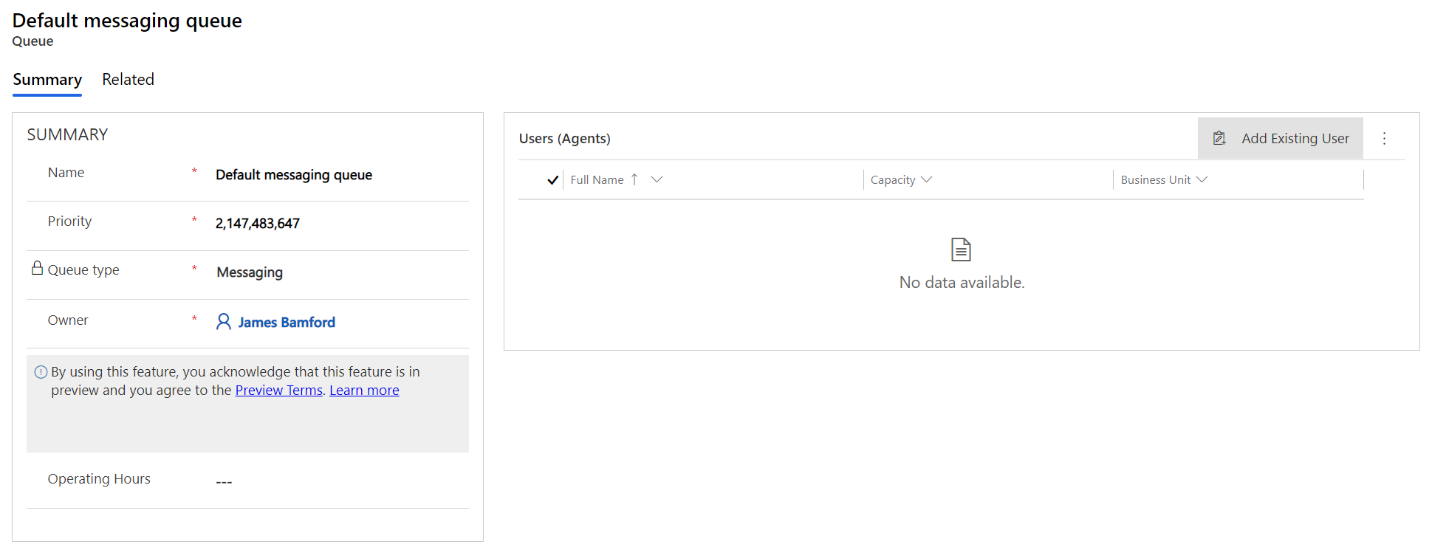 Default messaging queue
Queue
Summary Related
SUMMARY
Name * Default messaging queue
Priority * 2,147,483,647
Queue type * Messaging
Owner * James Bamford
By using this feature, you acknowledge that this feature is in
preview and you agree to the Preview Terms. Learn more
Operating Hours ---
Users (Agents) Add Existing User
Full Name ↑ Capacity Business Unit
No data available.